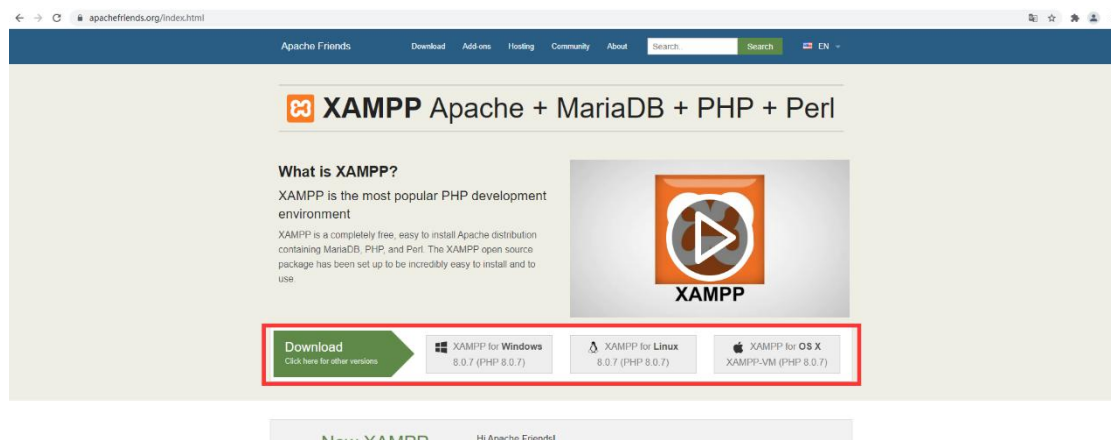 apachefriends.org/index.html
Apache Friends Download Add-ons Hosting Community About Search... Search EN
XAMPP Apache + MariaDB + PHP + Perl
What is XAMPP?
XAMPP is the most popular PHP development
environment
XAMPP is a completely free, easy to install Apache distribution
containing MariaDB, PHP, and Perl. The XAMPP open source
package has been set up to be incredibly easy to install and to
use.
XAMPP
Download
Click here for other versions
XAMPP for Windows
8.0.7 (PHP 8.0.7)
XAMPP for Linux
8.0.7 (PHP 8.0.7)
XAMPP for OS X
XAMPP-VM (PHP 8.0.7)
New XAMPP
Hi Apache Friends!